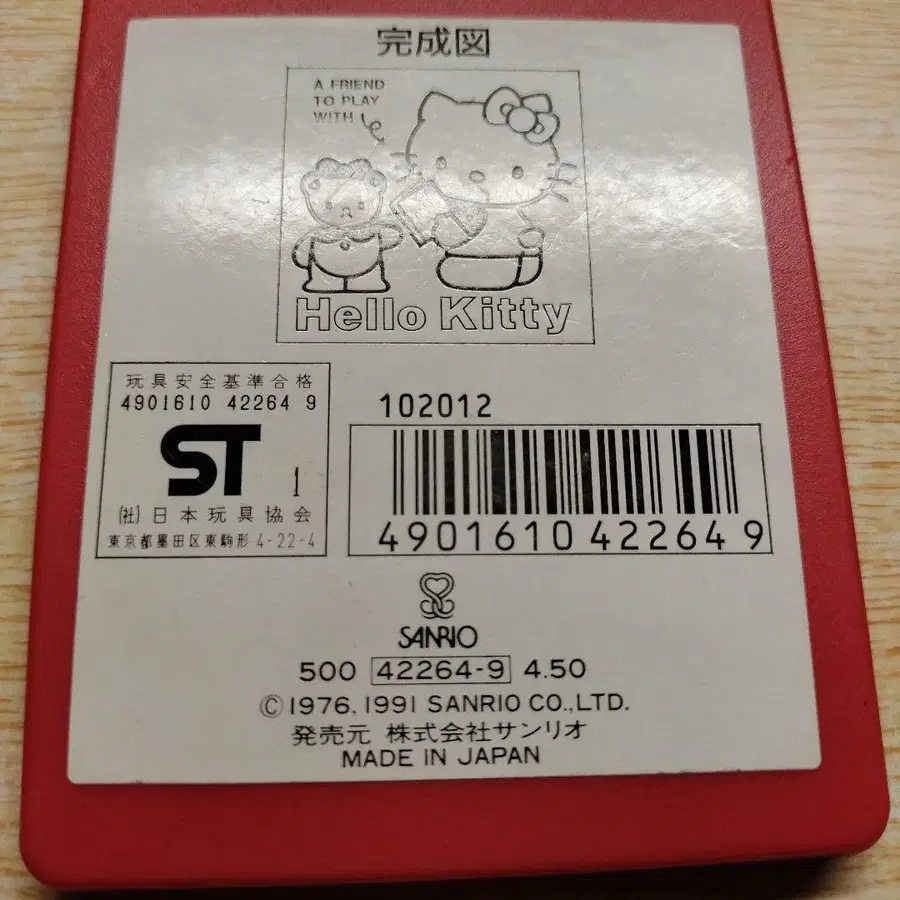 完成図
A FRIEND
TO PLAY
WITH
Hello Kitty
玩具安全基準合格
4901610 42264 9
ST 1
(社)日本玩具協会
東京都墨田区東駒形 4-22-4
102012
4901610 422649
SANRIO
500 42264-9 4.50
©1976, 1991 SANRIO CO.,LTD.
発売元 株式会社サンリオ
MADE IN JAPAN